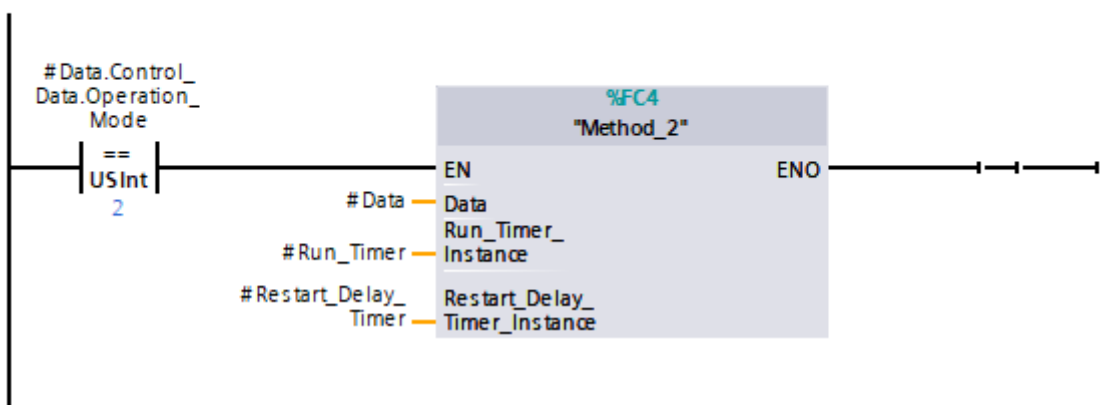 #Data.Control_
Data.Operation_
Mode
==
USInt
2
%FC4
"Method_2"
EN
ENO
#Data
Data
#Run_Timer
Run_Timer_
Instance
#Restart_Delay_
Timer
Restart_Delay_
Timer_Instance